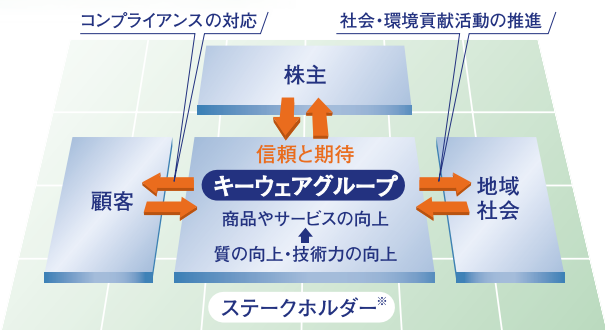 コンプライアンスの対応
社会・環境貢献活動の推進
株主
信頼と期待
キーウェアグループ
顧客
地域
社会
商品やサービスの向上
質の向上・技術力の向上
ステークホルダー※